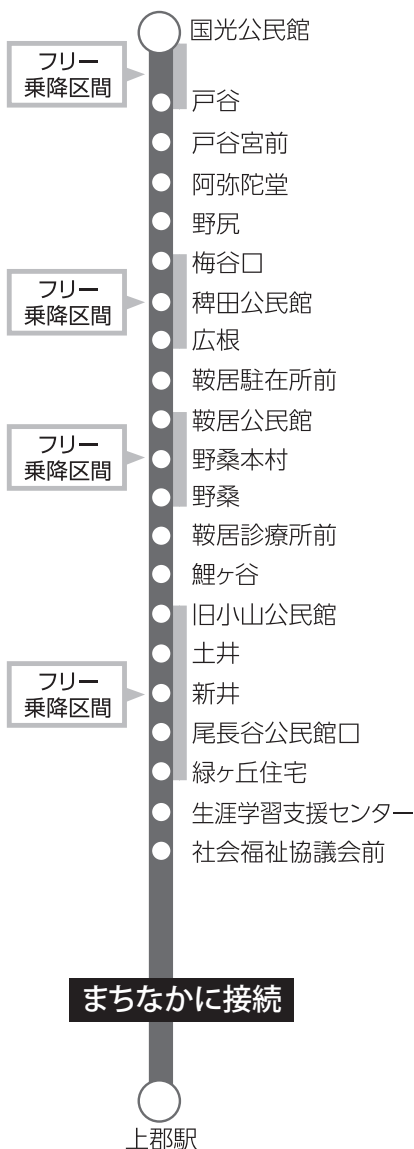 国光公民館
フリー
乗降区間
戸谷
戸谷宮前
阿弥陀堂
野尻
梅谷口
フリー
乗降区間
稗田公民館
広根
鞍居駐在所前
鞍居公民館
フリー
乗降区間
野桑本村
野桑
鞍居診療所前
鯉ヶ谷
旧小山公民館
土井
フリー
乗降区間
新井
尾長谷公民館口
緑ヶ丘住宅
生涯学習支援センター
社会福祉協議会前
まちなかに接続
上郡駅